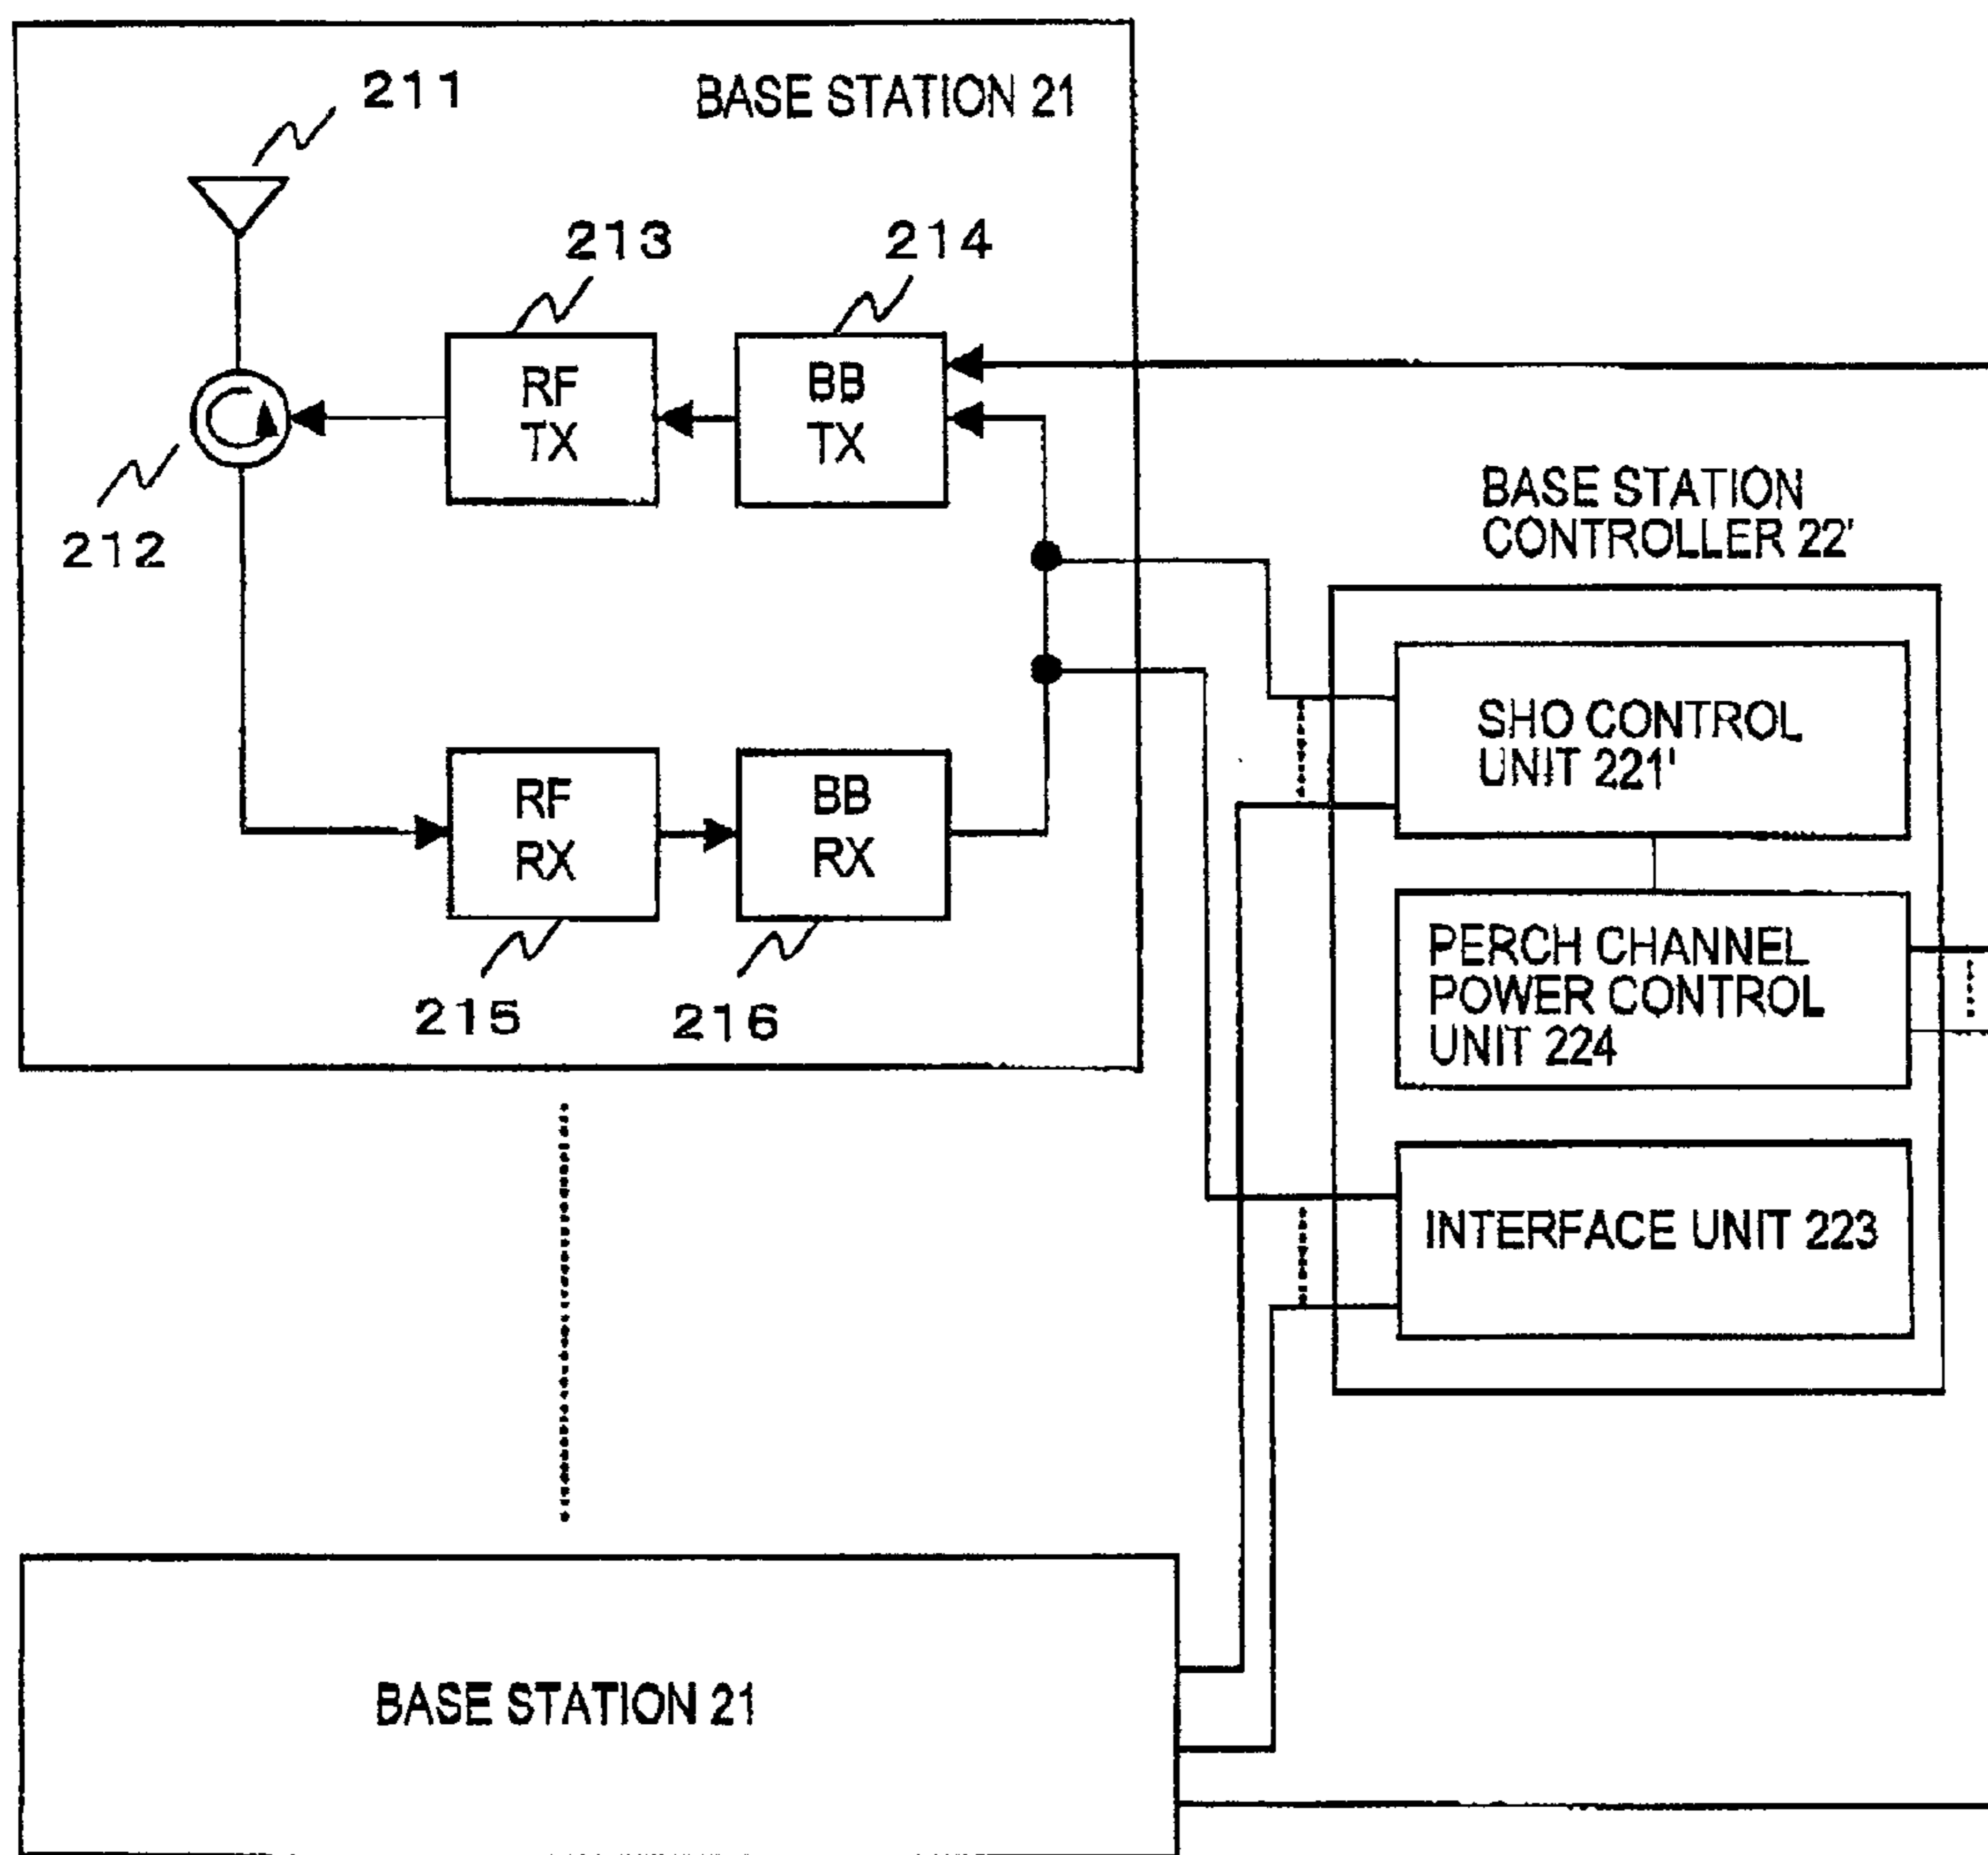 211
BASE STATION 21
213
214
RF
TX
BB
TX
212
BASE STATION
CONTROLLER 22'
SHO CONTROL
UNIT 221'
RF
RX
BB
RX
215
216
PERCH CHANNEL
POWER CONTROL
UNIT 224
INTERFACE UNIT 223
BASE STATION 21